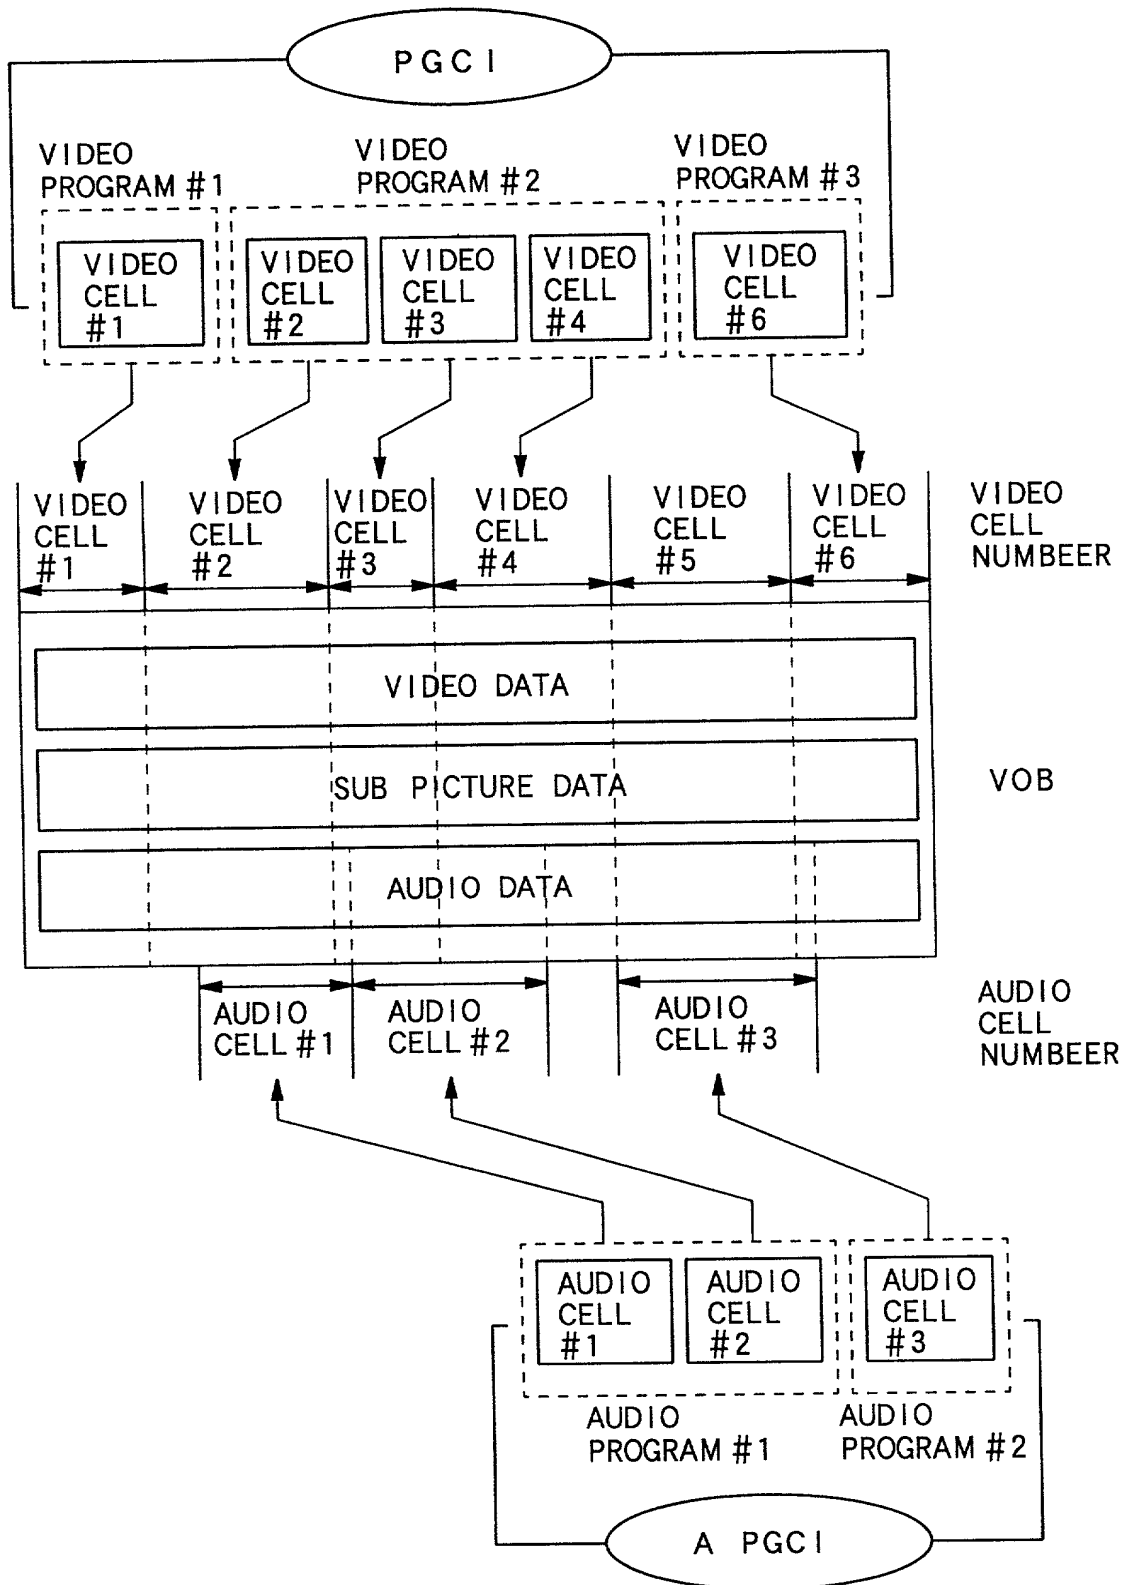 PGCI
VIDEO
PROGRAM #1
VIDEO
PROGRAM #2
VIDEO
PROGRAM #3
VIDEO
CELL
#1
VIDEO
CELL
#2
VIDEO
CELL
#3
VIDEO
CELL
#4
VIDEO
CELL
#6
VIDEO
CELL
#1
VIDEO
CELL
#2
VIDEO
CELL
#3
VIDEO
CELL
#4
VIDEO
CELL
#5
VIDEO
CELL
#6
VIDEO
CELL
NUMBEER
VIDEO DATA
SUB PICTURE DATA
VOB
AUDIO DATA
AUDIO
CELL #1
AUDIO
CELL #2
AUDIO
CELL #3
AUDIO
CELL
NUMBEER
AUDIO
CELL
#1
AUDIO
CELL
#2
AUDIO
CELL
#3
AUDIO
PROGRAM #1
AUDIO
PROGRAM #2
A PGCI